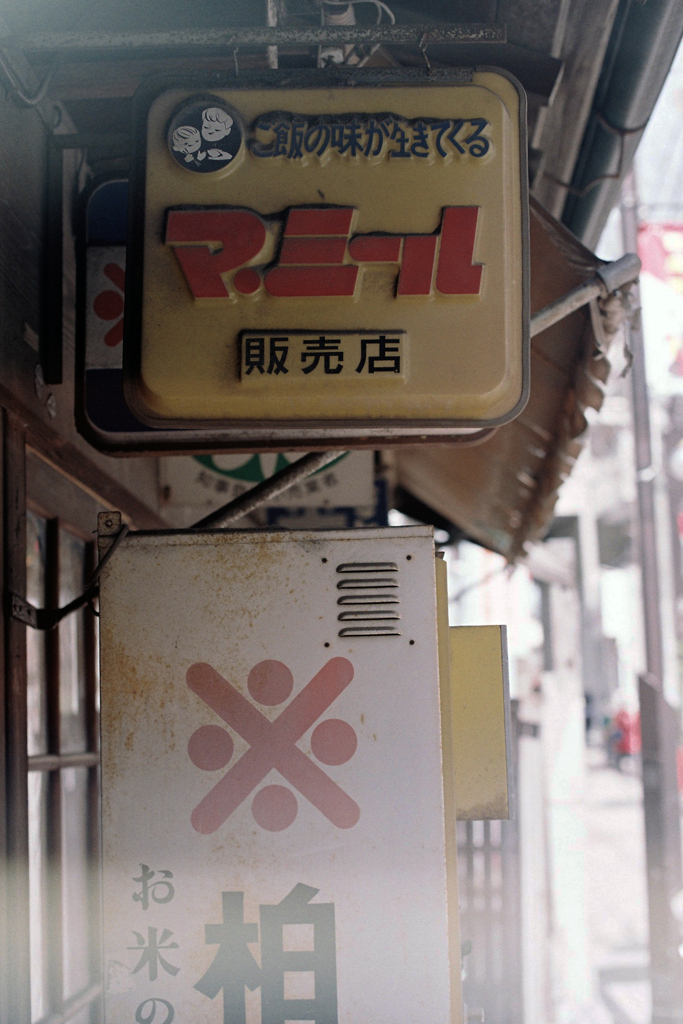 ご飯の味が生きてくる
マ・ミール
販売店
※
お米の
柏